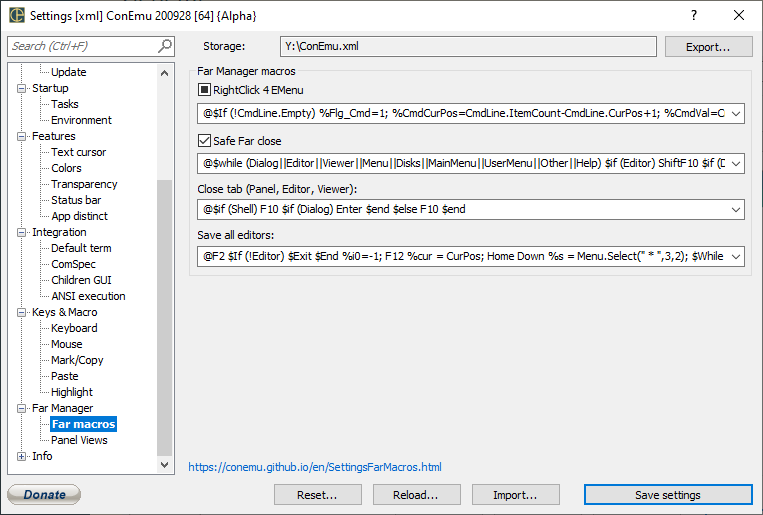 Settings [xml] ConEmu 200928 [64] {Alpha}
Search (Ctrl+F)
Storage:
Y:\ConEmu.xml
Export...
Update
Startup
Tasks
Environment
Features
Text cursor
Colors
Transparency
Status bar
App distinct
Integration
Default term
ComSpec
Children GUI
ANSI execution
Keys & Macro
Keyboard
Mouse
Mark/Copy
Paste
Highlight
Far Manager
Far macros
Panel Views
Info
Far Manager macros
RightClick 4 EMenu
@$If (!CmdLine.Empty) %Flg_Cmd=1; %CmdCurPos=CmdLine.ItemCount-CmdLine.CurPos+1; %CmdVal=C
Safe Far close
@$while (Dialog||Editor||Viewer||Menu||Disks||MainMenu||UserMenu||Other||Help) $if (Editor) ShiftF10 $if (D
Close tab (Panel, Editor, Viewer):
@$if (Shell) F10 $if (Dialog) Enter $end $else F10 $end
Save all editors:
@F2 $If (!Editor) $Exit $End %i0=-1; F12 %cur = CurPos; Home Down %s = Menu.Select(" * ",3,2); $While
https://conemu.github.io/en/SettingsFarMacros.html
Donate
Reset...
Reload...
Import...
Save settings